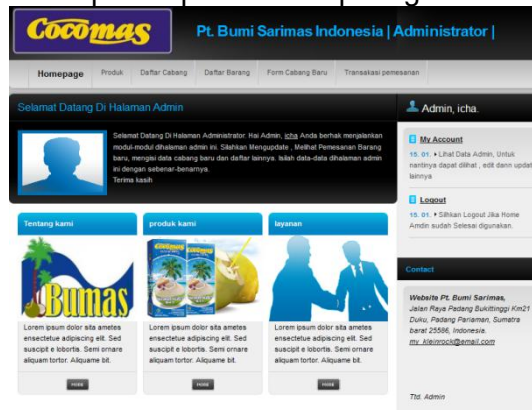 Cocomas
Pt. Bumi Sarimas Indonesia | Administrator |
Homepage Produk Daftar Cabang Daftar Barang Form Cabang Baru Transakasi pemesenan
Selamat Datang Di Halaman Admin
Selamat Datang Di Halaman Administrator. Hai Admin, icha Anda berhak menjalankan
modul-modul dihalaman admin ini. Silahkan Mengupdate , Melihat Pemesanan Barang
baru, mengisi data cabang baru dan daftar lainnya. Isilah data-data dihalaman admin
ini dengan sebenar-benarnya.
Terima kasih
Admin, icha.
My Account
15. 01. Lihat Data Admin, Untuk
nantinya dapat dilihat , edit dann updat
lainnya
Logout
15. 01. Silhkan Logout Jika Home
Amdin sudah Selesai digunakan.
Contact
Website Pt. Bumi Sarimas,
Jalan Raya Padang Bukittinggi Km21
Duku, Padang Pariaman, Sumatra
barat 25586, Indonesia.
my_kleinrock@email.com
Ttd. Admin
Tentang kami
Bumas
Lorem ipsum dolor sita ametes
ensectetue adipiscing elit. Sed
suscipit e lobortis. Semi ornare
aliquam tortor. Aliquame bit.
MORE
produk kami
Cocomas
Lorem ipsum dolor sita ametes
ensectetue adipiscing elit. Sed
suscipit e lobortis. Semi ornare
aliquam tortor. Aliquame bit.
MORE
layanan
Lorem ipsum dolor sita ametes
ensectetue adipiscing elit. Sed
suscipit e lobortis. Semi ornare
aliquam tortor. Aliquame bit.
MORE